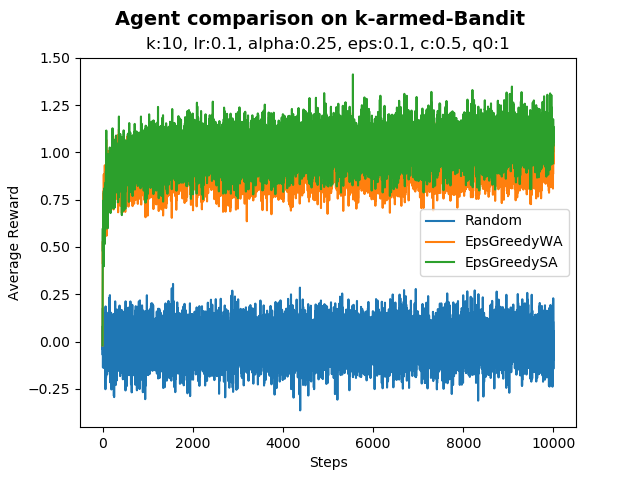 Agent comparison on k-armed-Bandit
k:10, lr:0.1, alpha:0.25, eps:0.1, c:0.5, q0:1
1.50
1.25
1.00
0.75
0.50
0.25
0.00
−0.25
Average Reward
Random
EpsGreedyWA
EpsGreedySA
0 2000 4000 6000 8000 10000
Steps